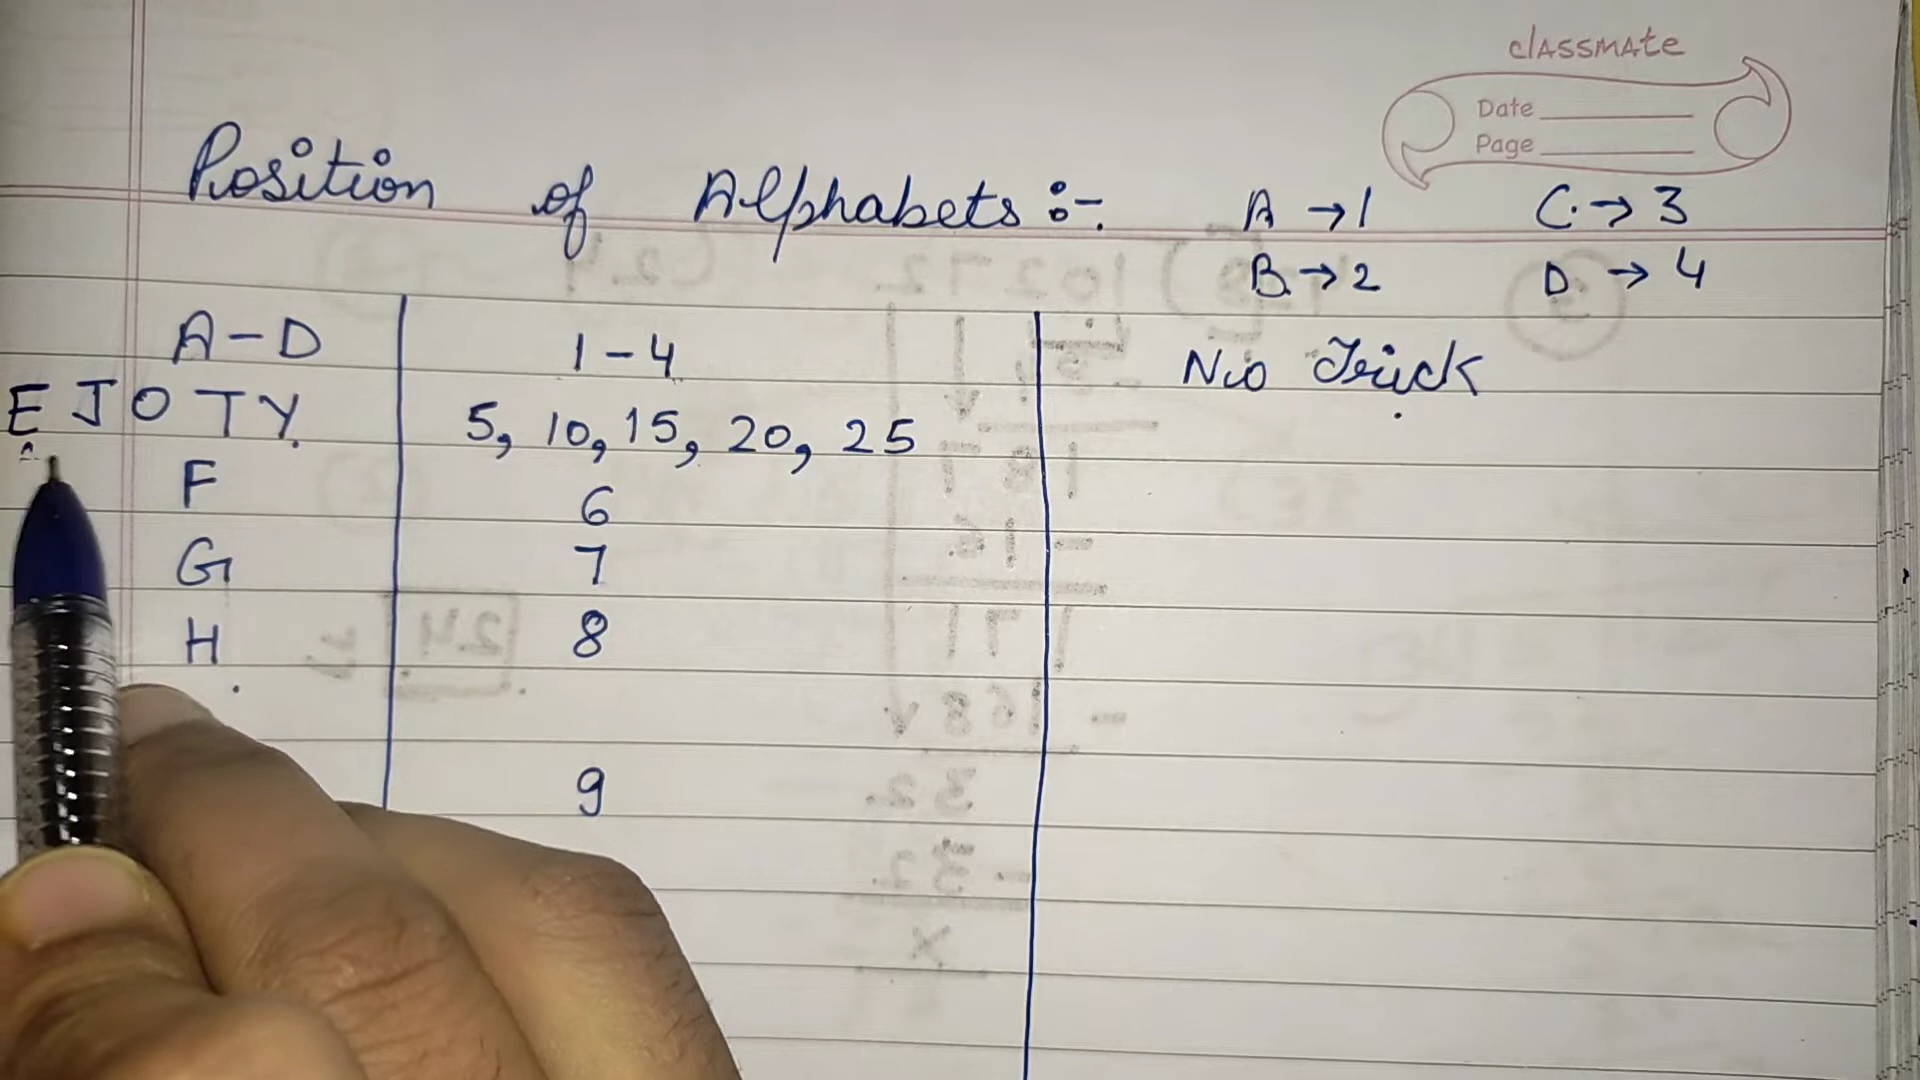 classmate
Date
Page
Position of Alphabets :-
A → 1 C. → 3
B. → 2 D. → 4
A - D 1 - 4 No Trick
E J O T Y. 5, 10, 15, 20, 25
F 6
G 7
H 8
9